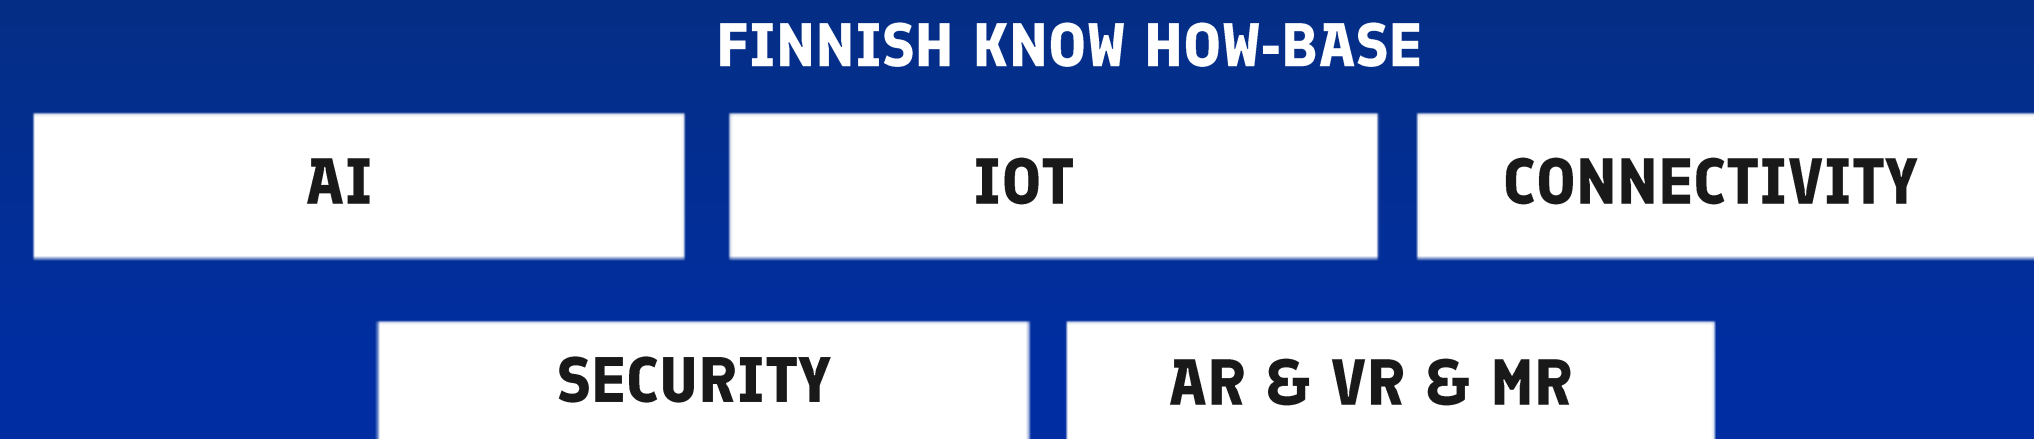 FINNISH KNOW HOW-BASE
AI
IOT
CONNECTIVITY
SECURITY
AR & VR & MR